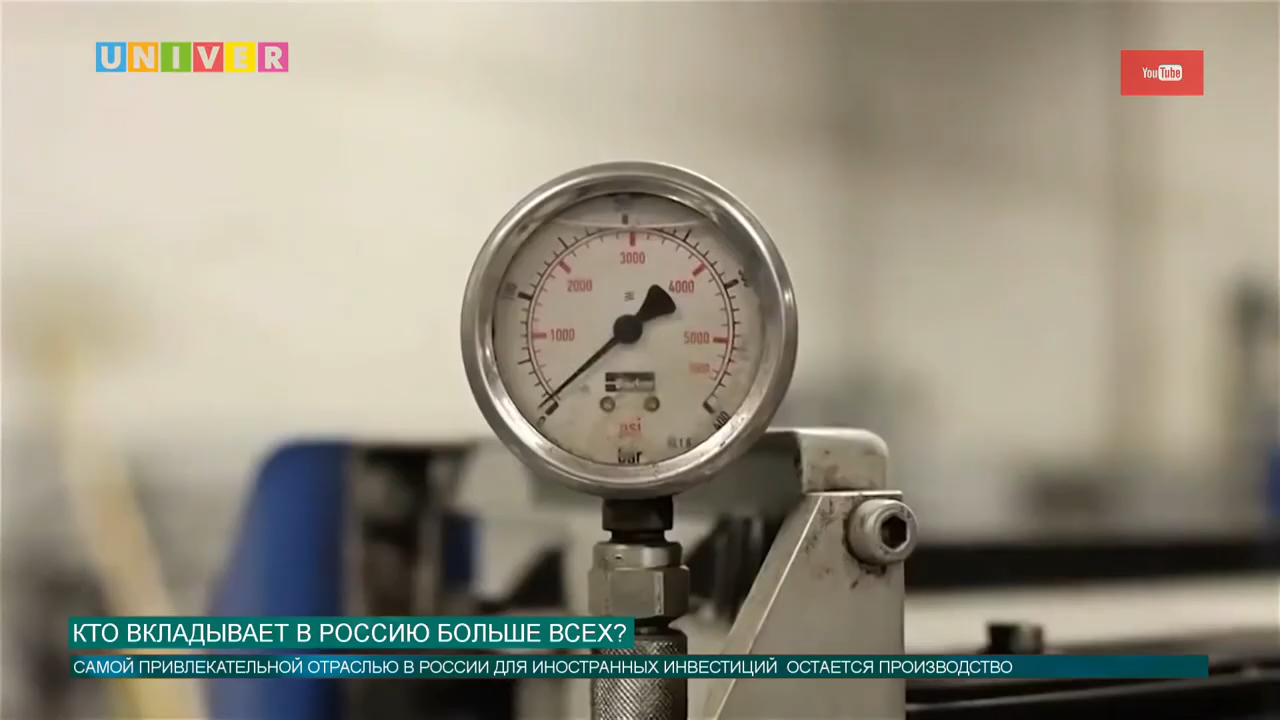 UNIVER
YouTube
3000
2000
4000
1000
5000
psi
bar
КТО ВКЛАДЫВАЕТ В РОССИЮ БОЛЬШЕ ВСЕХ?
САМОЙ ПРИВЛЕКАТЕЛЬНОЙ ОТРАСЛЬЮ В РОССИИ ДЛЯ ИНОСТРАННЫХ ИНВЕСТИЦИЙ ОСТАЕТСЯ ПРОИЗВОДСТВО